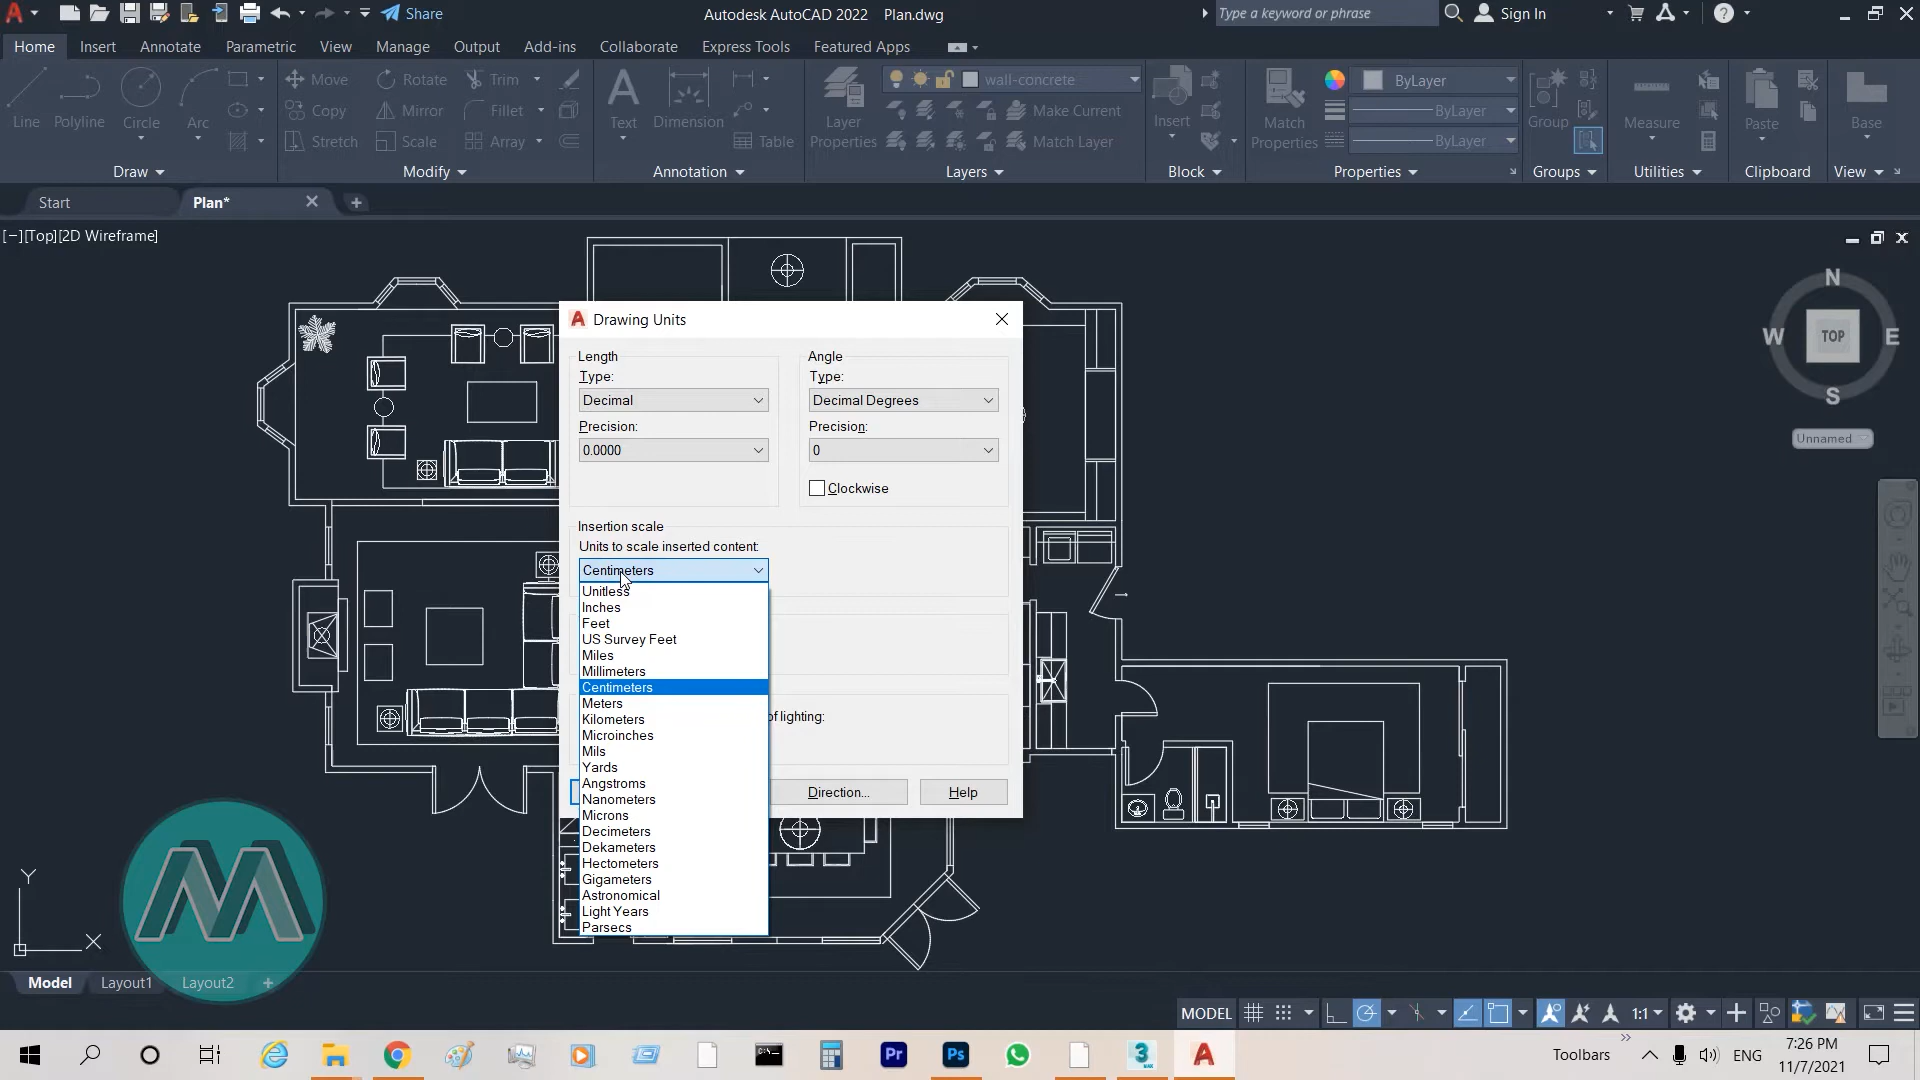 Share
Autodesk AutoCAD 2022 Plan.dwg
Type a keyword or phrase
Sign In
Home Insert Annotate Parametric View Manage Output Add-ins Collaborate Express Tools Featured Apps
Line Polyline Circle Arc
Move Rotate Trim
Copy Mirror Fillet
Stretch Scale Array
Text Dimension Table
Layer Properties
wall-concrete
Make Current
Match Layer
Insert
Match Properties
ByLayer
ByLayer
ByLayer
Group
Measure
Paste
Base
Draw Modify Annotation Layers Block Properties Groups Utilities Clipboard View
Start Plan*
[−][Top][2D Wireframe]
N
W TOP E
S
Unnamed
Drawing Units
Length
Type:
Decimal
Precision:
0.0000
Angle
Type:
Decimal Degrees
Precision:
0
Clockwise
Insertion scale
Units to scale inserted content:
Centimeters
Unitless
Inches
Feet
US Survey Feet
Miles
Millimeters
Centimeters
Meters
Kilometers
Microinches
Mils
Yards
Angstroms
Nanometers
Microns
Decimeters
Dekameters
Hectometers
Gigameters
Astronomical
Light Years
Parsecs
of lighting:
Direction... Help
Y
X
M
Model Layout1 Layout2
MODEL 1:1
Pr Ps 3
Toolbars ENG
7:26 PM
11/7/2021